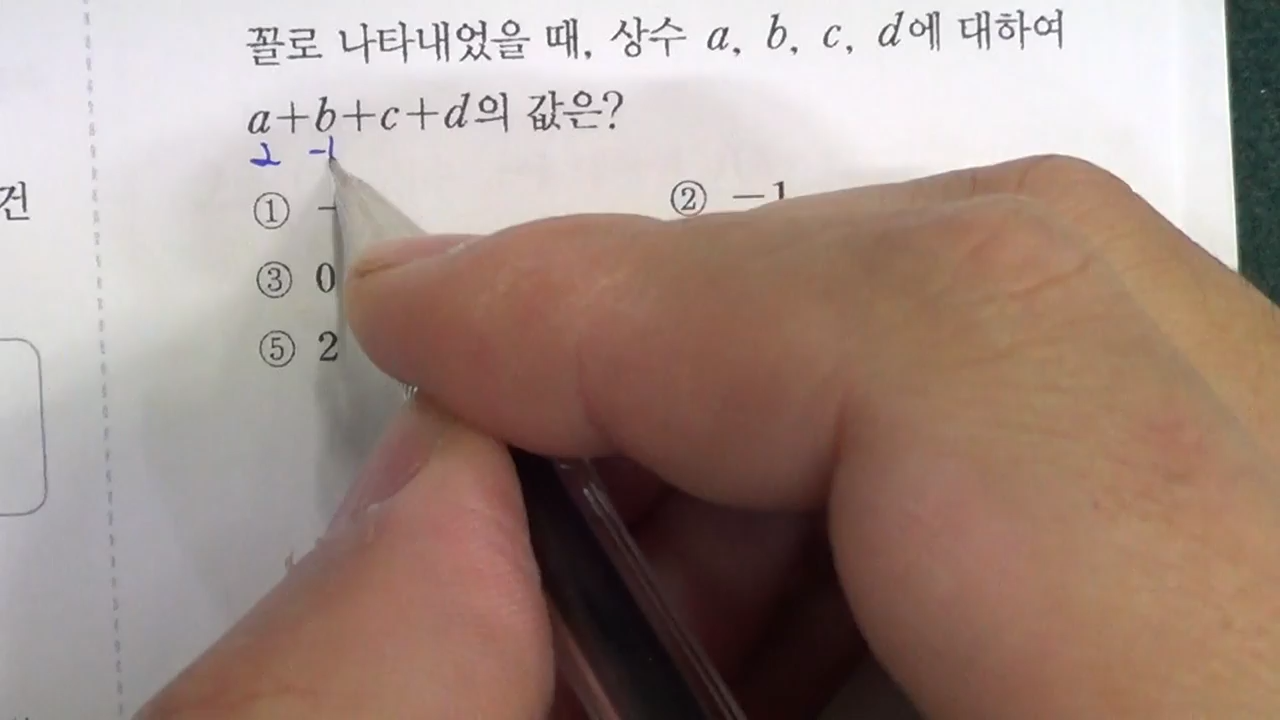 꼴로 나타내었을 때, 상수 a, b, c, d에 대하여
a+b+c+d의 값은?
2 -1
건
① -
② -1
③ 0
⑤ 2